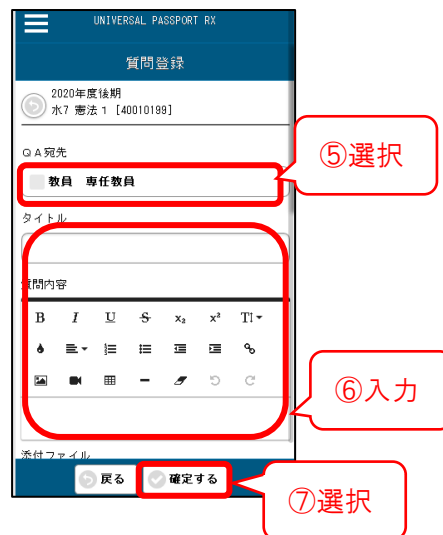 UNIVERSAL PASSPORT RX
質問登録
2020年度後期
水7 憲法1 [40010199]
QA宛先
⑤選択
教員 専任教員
タイトル
質問内容
B I U S x₂ x² TI
⑥入力
添付ファイル
戻る 確定する
⑦選択